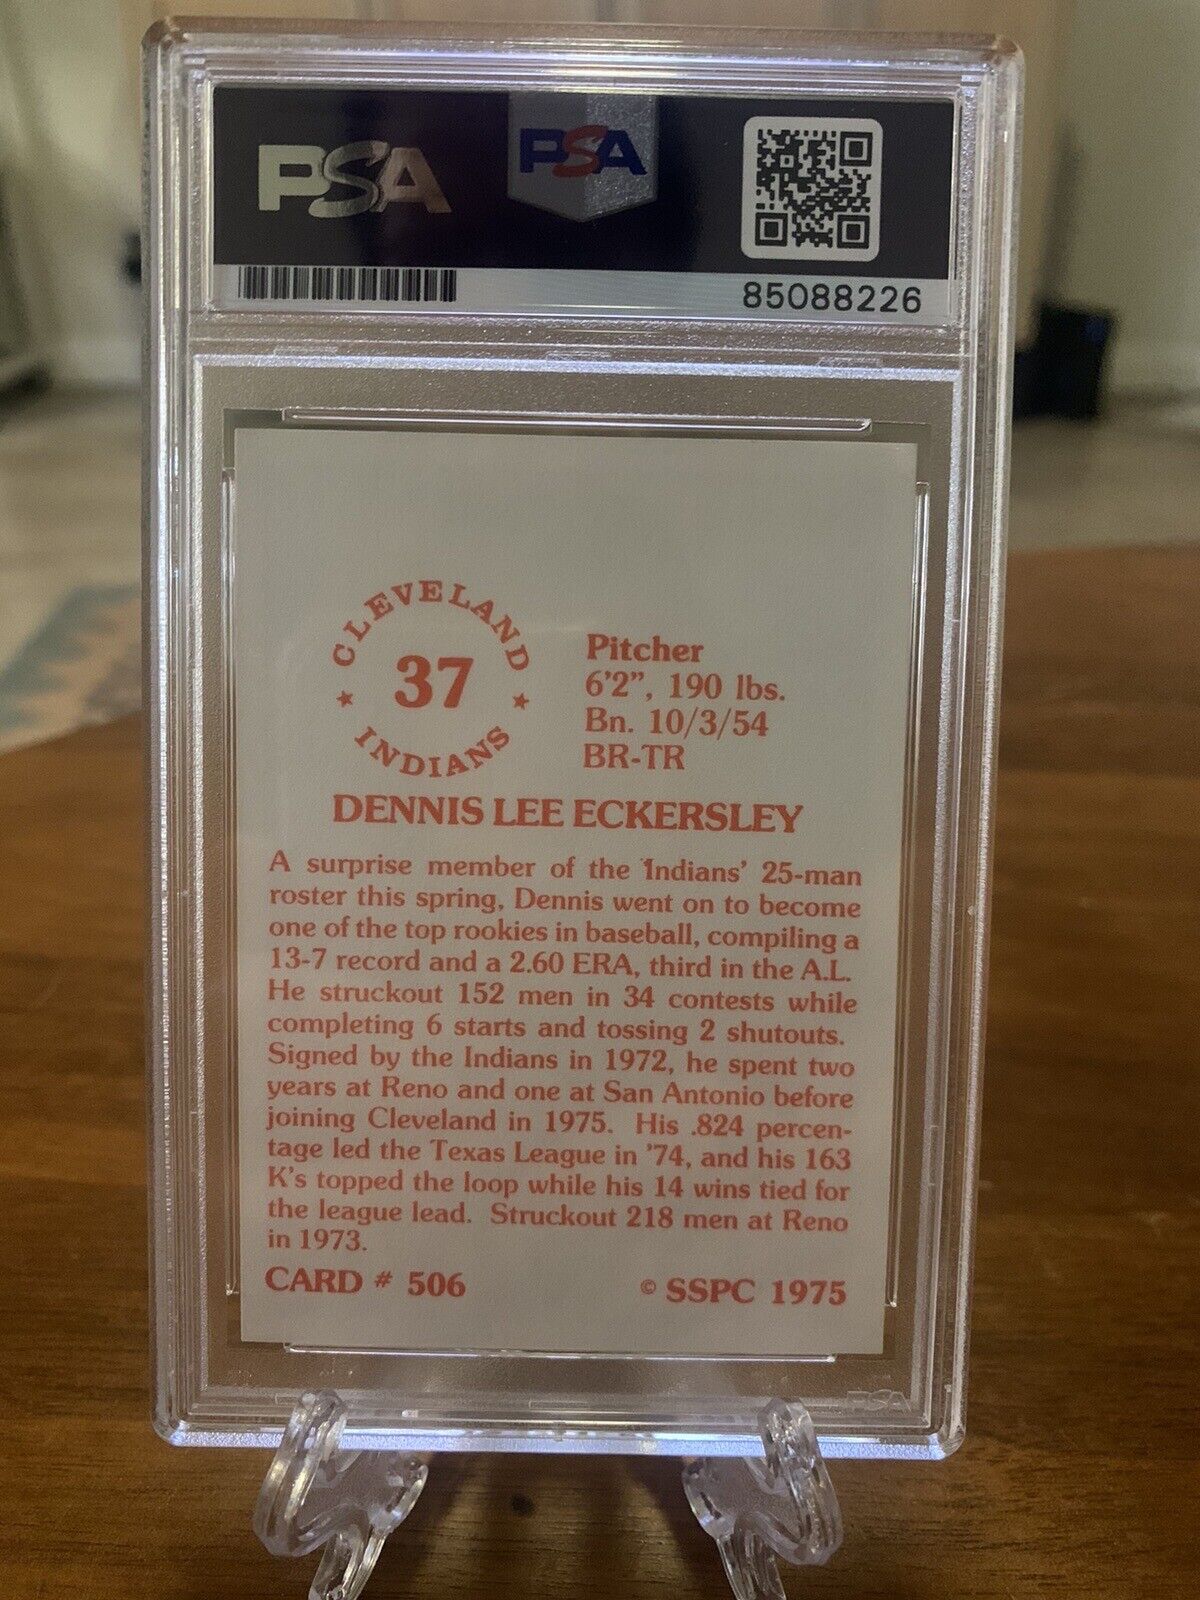 PSA
PSA
85088226
CLEVELAND
37
INDIANS
Pitcher
6'2", 190 lbs.
Bn. 10/3/54
BR-TR
DENNIS LEE ECKERSLEY
A surprise member of the Indians' 25-man
roster this spring, Dennis went on to become
one of the top rookies in baseball, compiling a
13-7 record and a 2.60 ERA, third in the A.L.
He struckout 152 men in 34 contests while
completing 6 starts and tossing 2 shutouts.
Signed by the Indians in 1972, he spent two
years at Reno and one at San Antonio before
joining Cleveland in 1975. His .824 percen-
tage led the Texas League in '74, and his 163
K's topped the loop while his 14 wins tied for
the league lead. Struckout 218 men at Reno
in 1973.
CARD # 506 © SSPC 1975
PSA